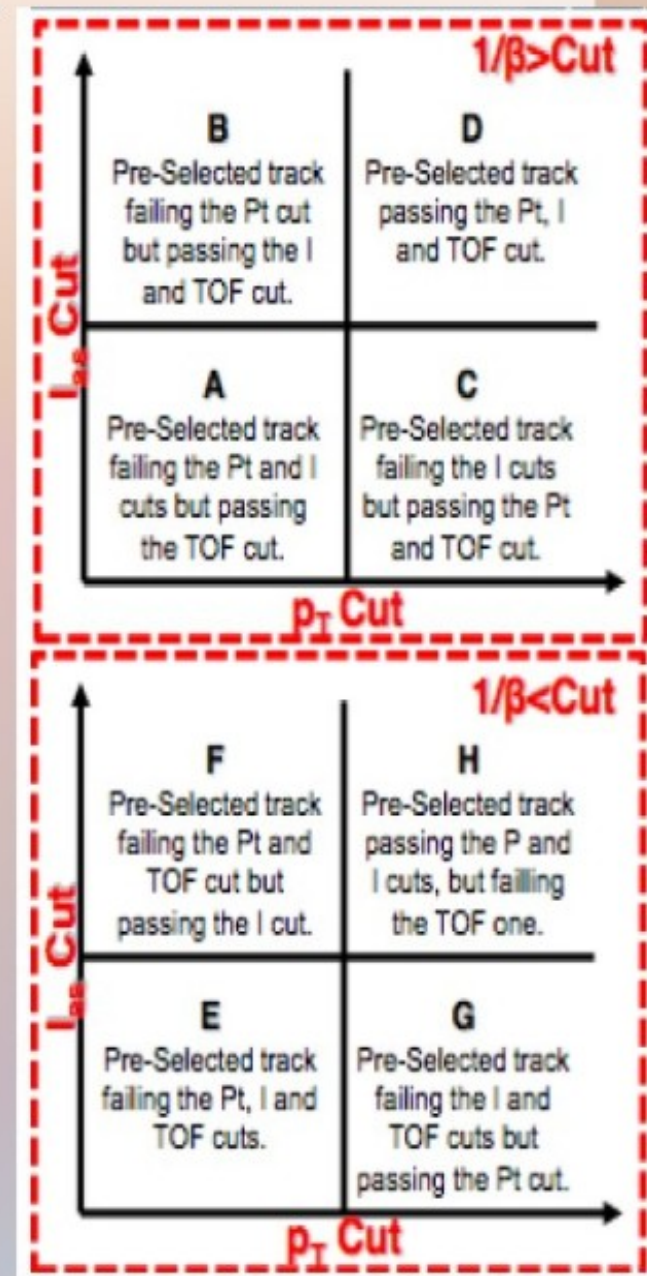 1/β>Cut
B
Pre-Selected track
failing the Pt cut
but passing the I
and TOF cut.
D
Pre-Selected track
passing the Pt, I
and TOF cut.
Ias Cut
A
Pre-Selected track
failing the Pt and I
cuts but passing
the TOF cut.
C
Pre-Selected track
failing the I cuts
but passing the Pt
and TOF cut.
pT Cut
1/β<Cut
F
Pre-Selected track
failing the Pt and
TOF cut but
passing the I cut.
H
Pre-Selected track
passing the P and
I cuts, but failling
the TOF one.
Ias Cut
E
Pre-Selected track
failing the Pt, I and
TOF cuts.
G
Pre-Selected track
failing the I and
TOF cuts but
passing the Pt cut.
pT Cut